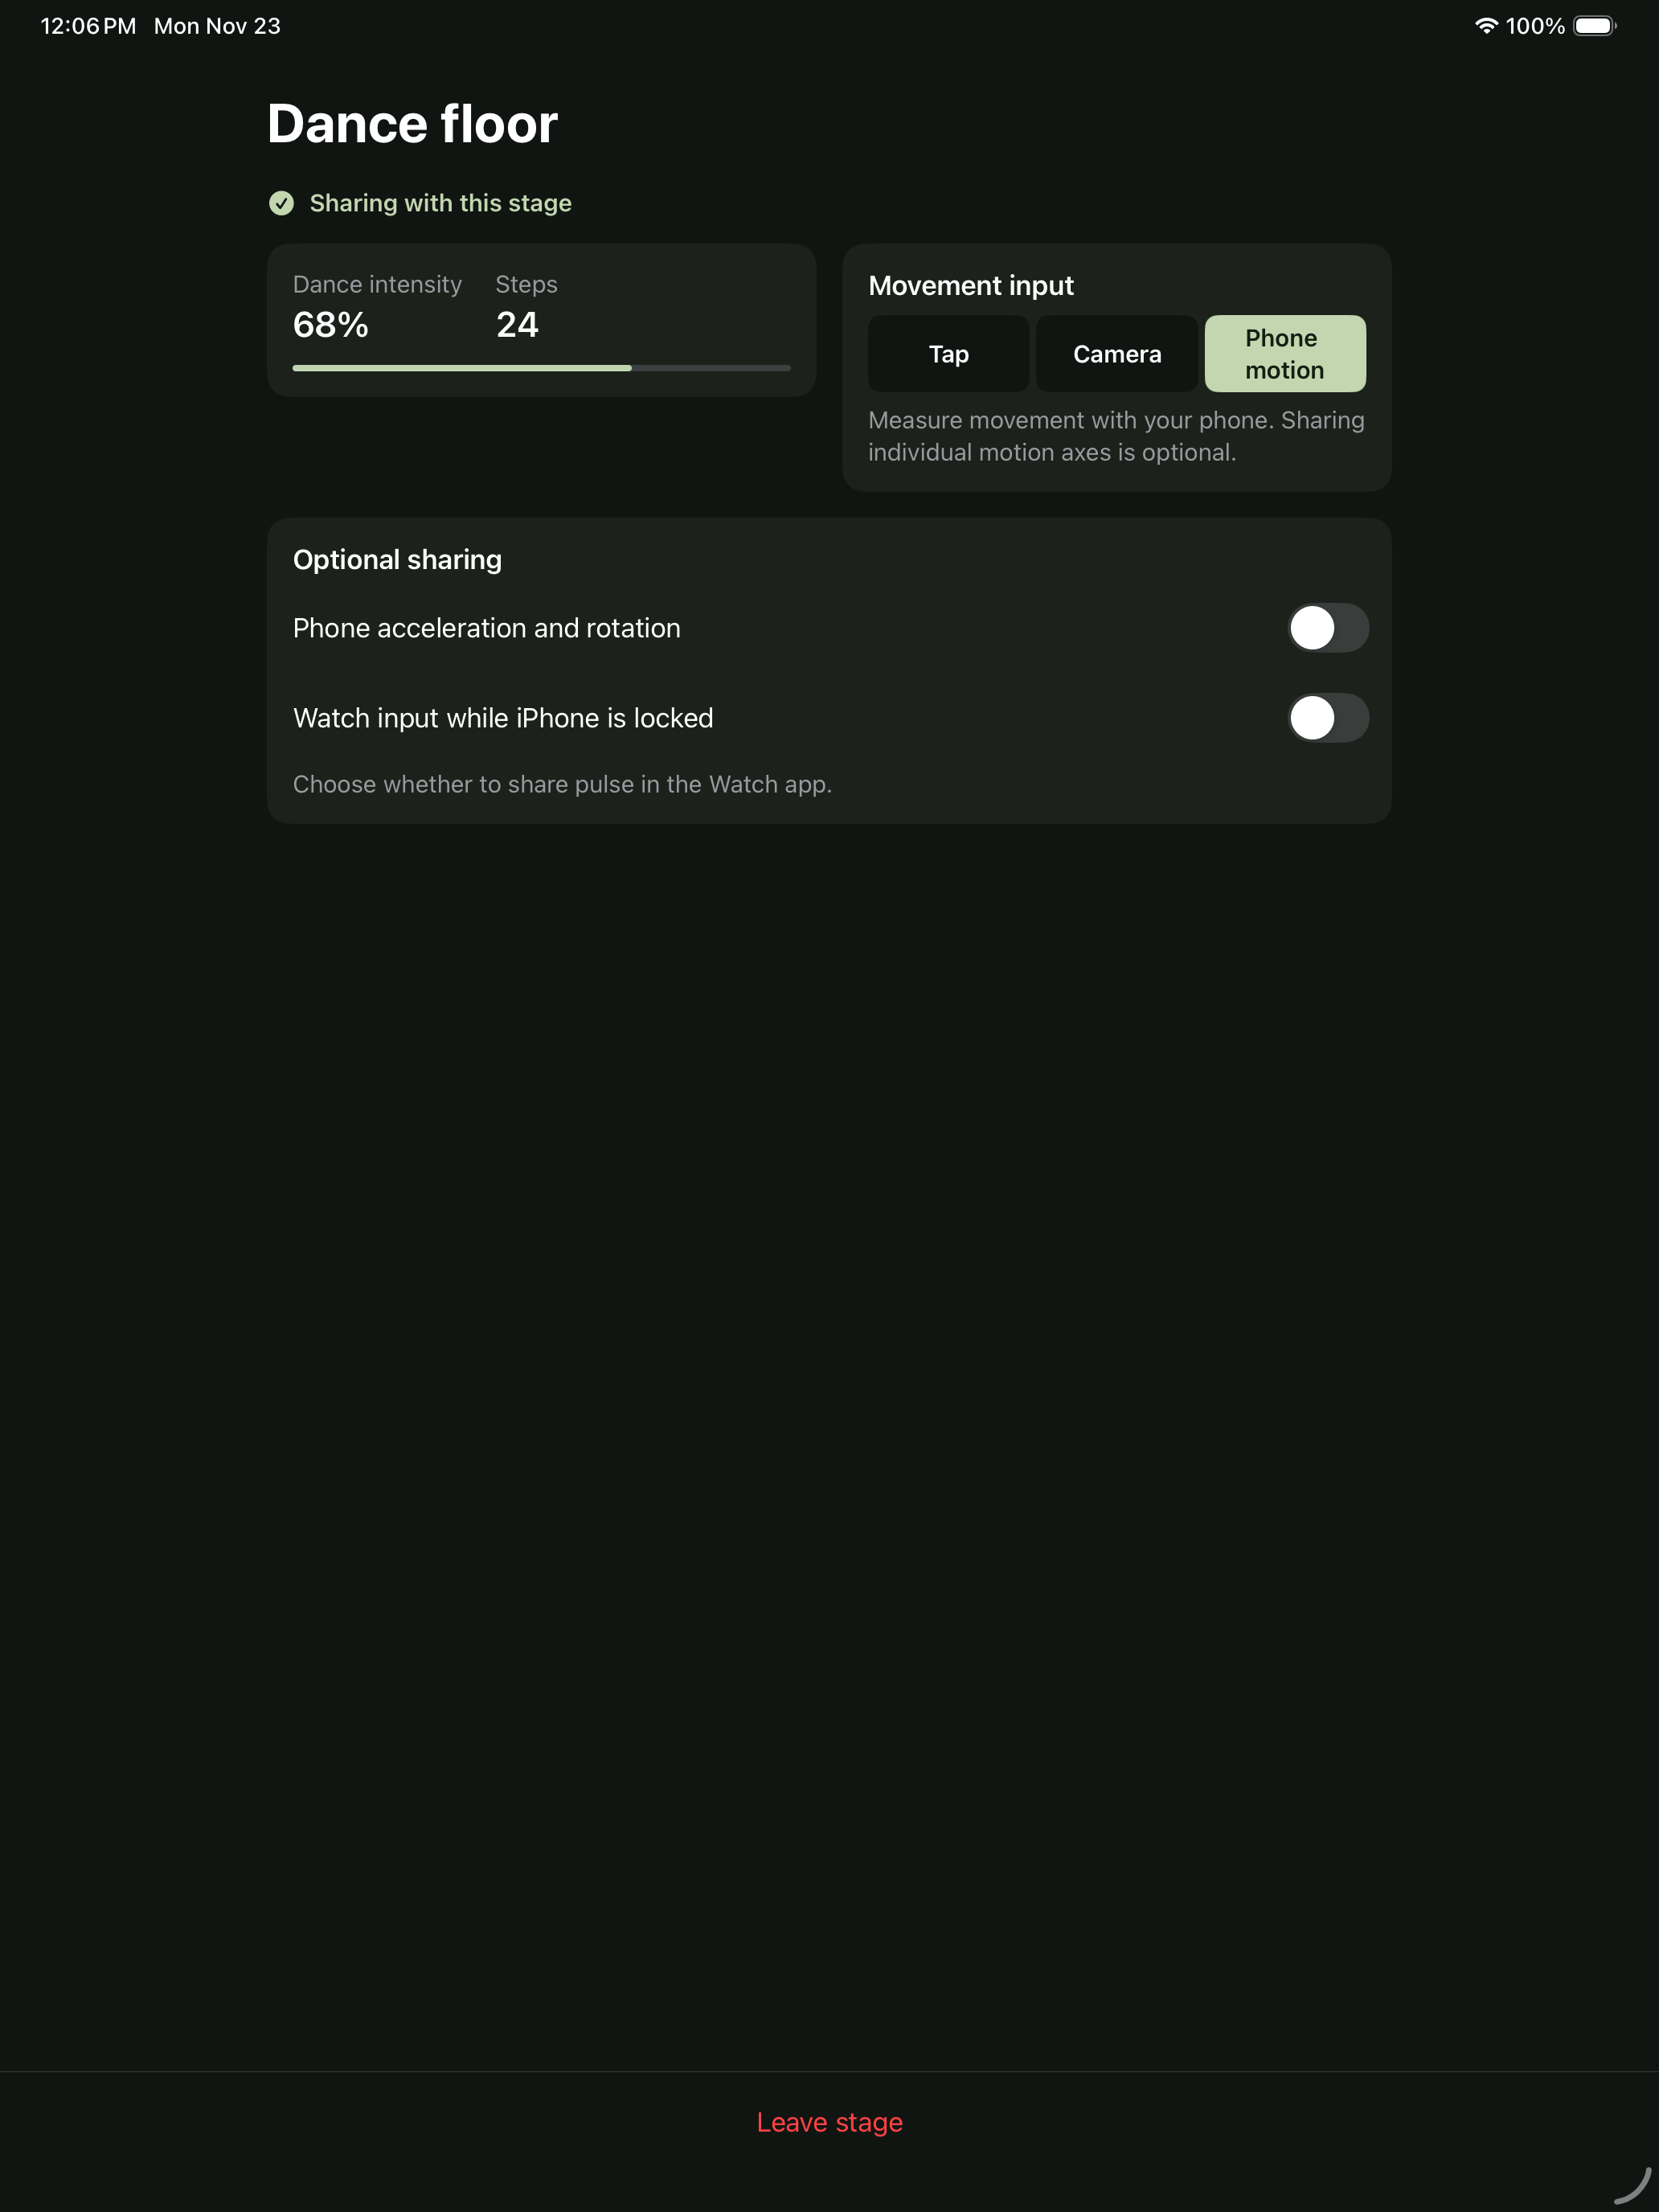 12:06 PM Mon Nov 23
100%
Dance floor
Sharing with this stage
Dance intensity
Steps
68%
24
Movement input
Tap
Camera
Phone
motion
Measure movement with your phone. Sharing
individual motion axes is optional.
Optional sharing
Phone acceleration and rotation
Watch input while iPhone is locked
Choose whether to share pulse in the Watch app.
Leave stage